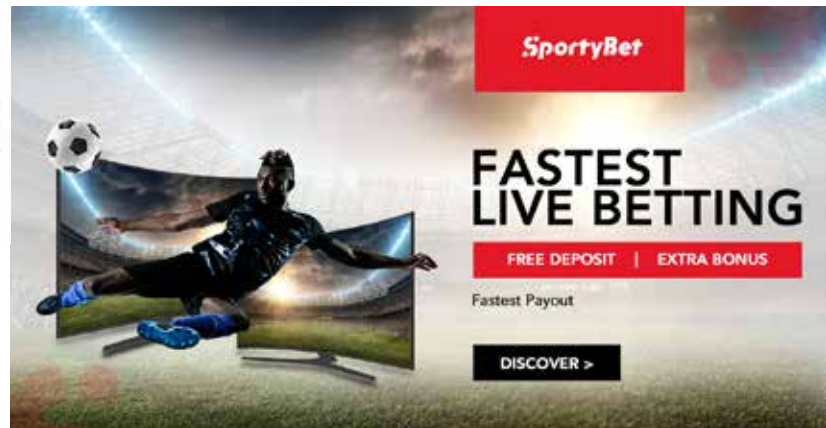 SportyBet
FASTEST
LIVE BETTING
FREE DEPOSIT | EXTRA BONUS
Fastest Payout
DISCOVER >